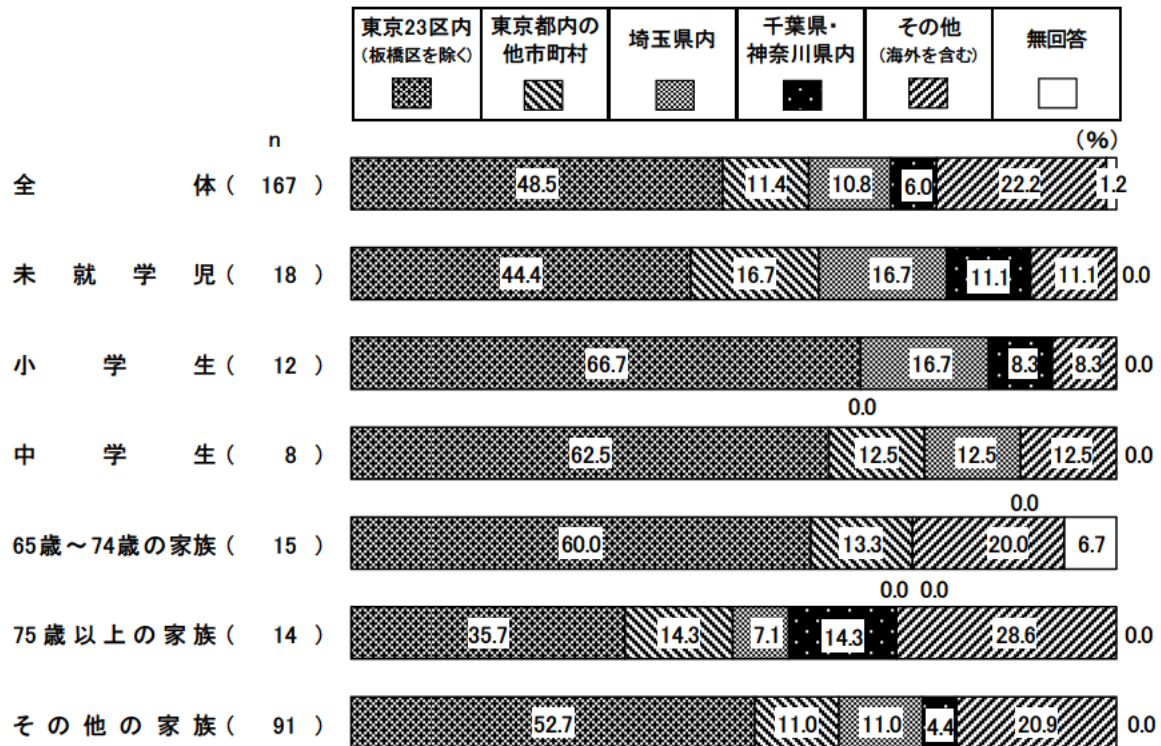 東京23区内 東京都内の 埼玉県内 千葉県・ その他 無回答
(板橋区を除く) 他市町村 神奈川県内 (海外を含む)
n (%)
全体( 167 ) 48.5 11.4 10.8 6.0 22.2 1.2
未就学児( 18 ) 44.4 16.7 16.7 11.1 11.1 0.0
小学生( 12 ) 66.7 16.7 8.3 8.3 0.0
0.0
中学生( 8 ) 62.5 12.5 12.5 12.5 0.0
0.0
65歳～74歳の家族( 15 ) 60.0 13.3 20.0 6.7
0.0 0.0
75歳以上の家族( 14 ) 35.7 14.3 7.1 14.3 28.6 0.0
その他の家族( 91 ) 52.7 11.0 11.0 4.4 20.9 0.0